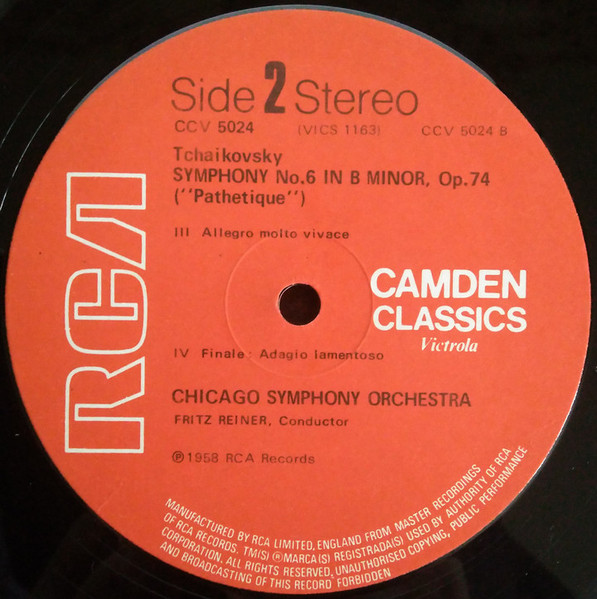 Side 2 Stereo
CCV 5024 (VICS 1163) CCV 5024 B
Tchaikovsky
SYMPHONY No.6 IN B MINOR, Op.74
(''Pathetique'')
III Allegro molto vivace
RCA
CAMDEN
CLASSICS
Victrola
IV Finale: Adagio lamentoso
CHICAGO SYMPHONY ORCHESTRA
FRITZ REINER, Conductor
℗1958 RCA Records
MANUFACTURED BY RCA LIMITED, ENGLAND FROM MASTER RECORDINGS
OF RCA RECORDS. TM(S) ® MARCA(S) REGISTRADA(S) USED BY AUTHORITY OF RCA
CORPORATION. ALL RIGHTS RESERVED, UNAUTHORISED COPYING, PUBLIC PERFORMANCE
AND BROADCASTING OF THIS RECORD FORBIDDEN